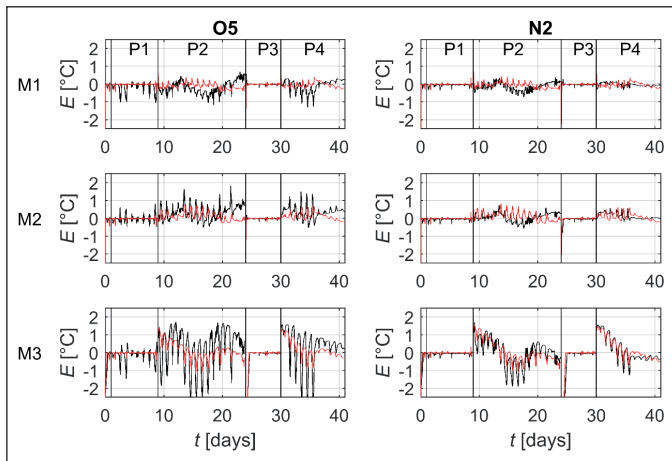 O5 N2
P1 P2 P3 P4 P1 P2 P3 P4
M1 E [°C] 2 1 0 -1 -2 E [°C] 2 1 0 -1 -2
0 10 20 30 40 0 10 20 30 40
M2 E [°C] 2 1 0 -1 -2 E [°C] 2 1 0 -1 -2
0 10 20 30 40 0 10 20 30 40
M3 E [°C] 2 1 0 -1 -2 E [°C] 2 1 0 -1 -2
0 10 20 30 40 0 10 20 30 40
t [days] t [days]